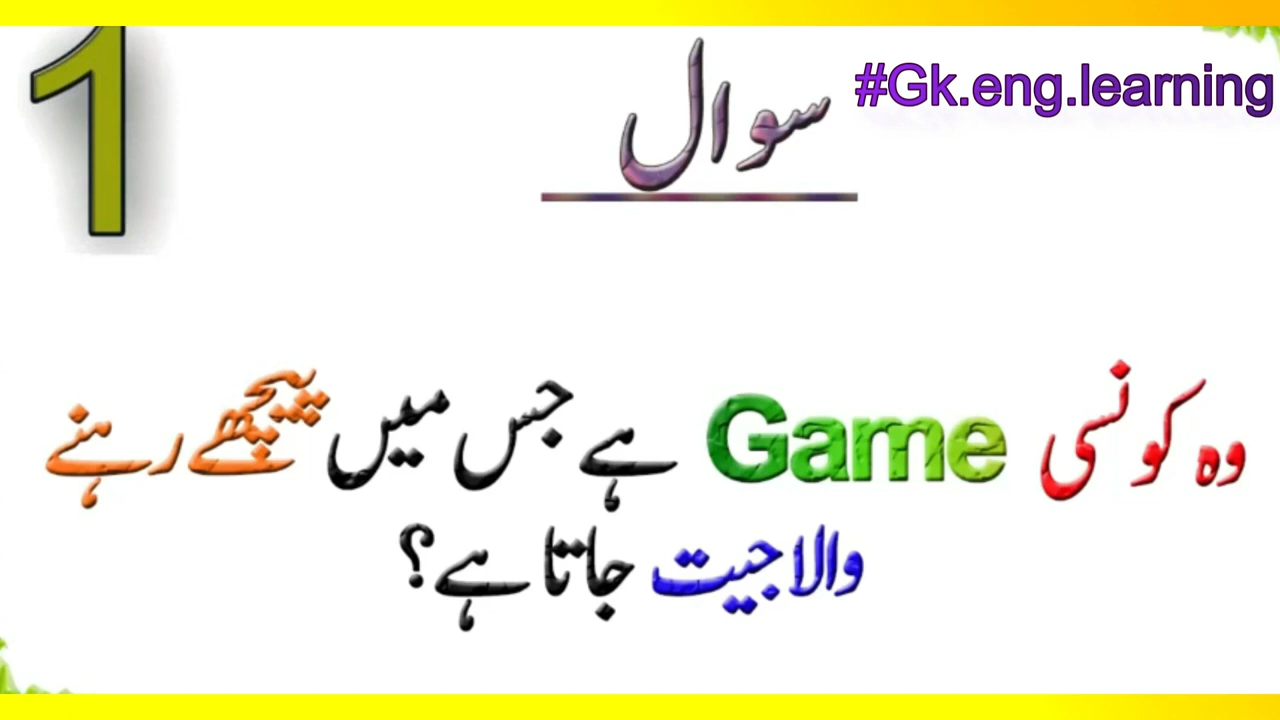 1
سوال
#Gk.eng.learning
وہ کونسی Game ہے جس میں پیچھے رہنے
والا جیت جاتا ہے؟